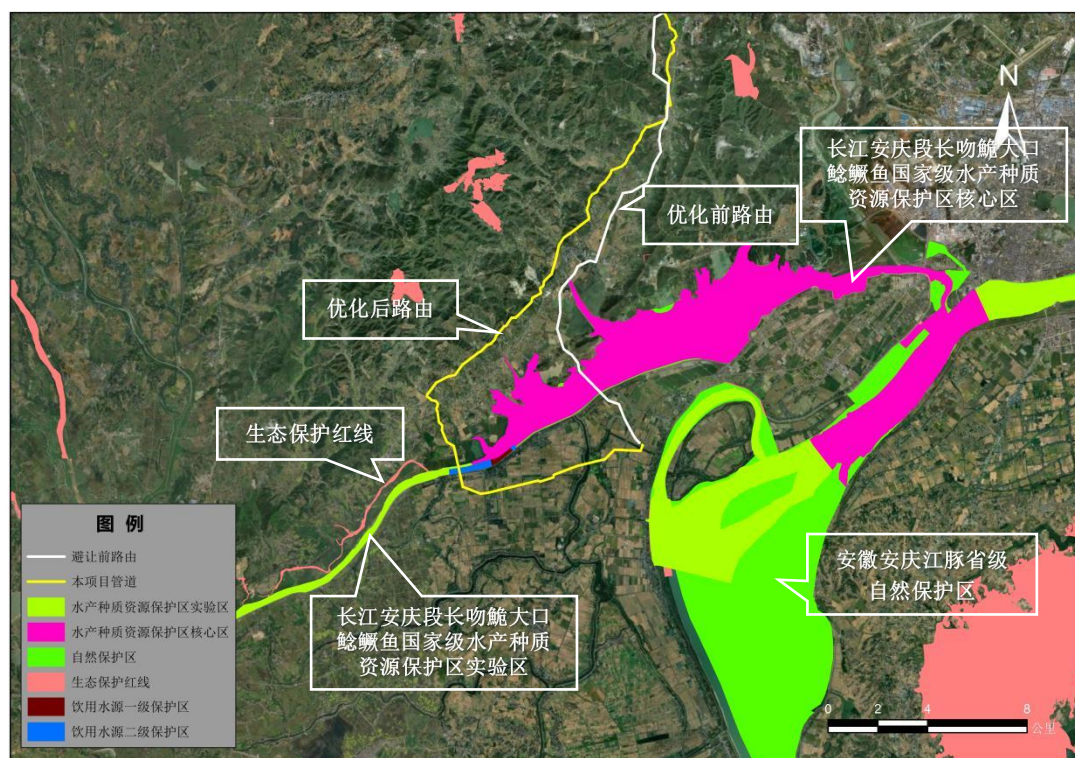 N
长江安庆段长吻鮠大口
鲶鳜鱼国家级水产种质
资源保护区核心区
优化前路由
优化后路由
生态保护红线
图 例
避让前路由
本项目管道
水产种质资源保护区实验区
水产种质资源保护区核心区
自然保护区
生态保护红线
饮用水源一级保护区
饮用水源二级保护区
长江安庆段长吻鮠大口
鲶鳜鱼国家级水产种质
资源保护区实验区
安徽安庆江豚省级
自然保护区
0 2 4 8
公里